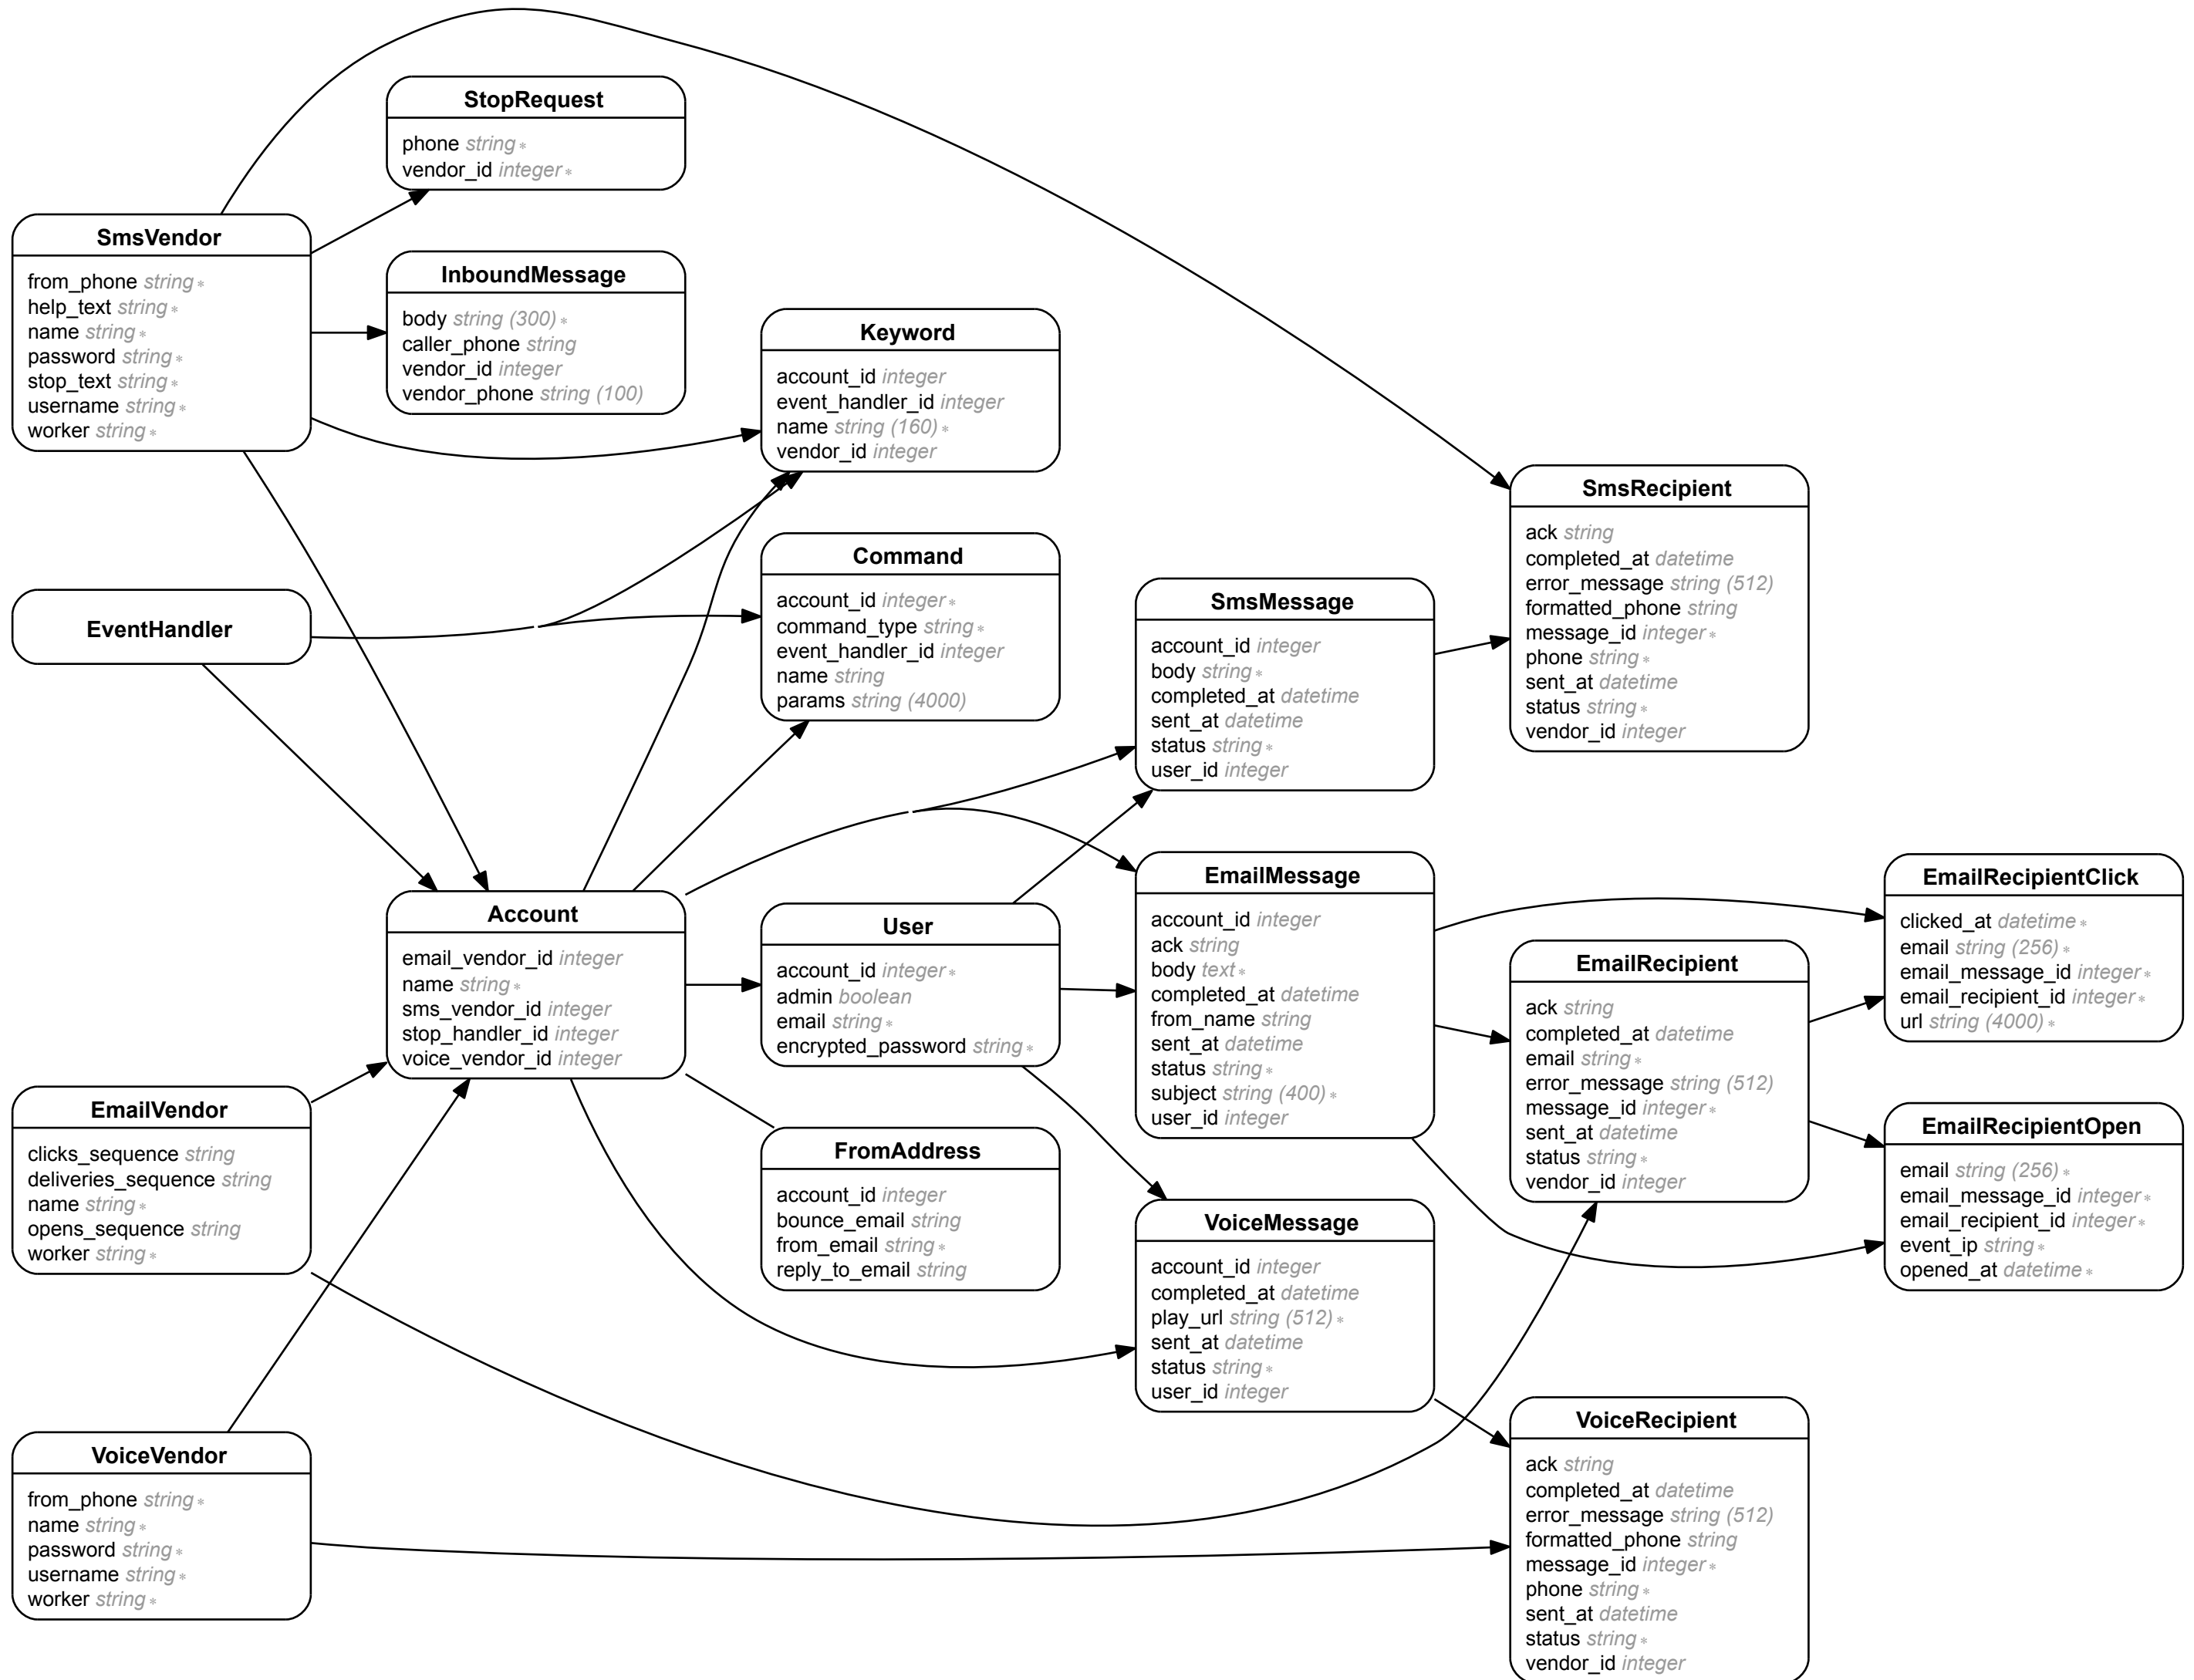 StopRequest
phone string *
vendor_id integer *
SmsVendor
from_phone string *
help_text string *
name string *
password string *
stop_text string *
username string *
worker string *
InboundMessage
body string (300) *
caller_phone string
vendor_id integer
vendor_phone string (100)
Keyword
account_id integer
event_handler_id integer
name string (160) *
vendor_id integer
SmsRecipient
ack string
completed_at datetime
error_message string (512)
formatted_phone string
message_id integer *
phone string *
sent_at datetime
status string *
vendor_id integer
Command
account_id integer *
command_type string *
event_handler_id integer
name string
params string (4000)
EventHandler
SmsMessage
account_id integer
body string *
completed_at datetime
sent_at datetime
status string *
user_id integer
Account
email_vendor_id integer
name string *
sms_vendor_id integer
stop_handler_id integer
voice_vendor_id integer
User
account_id integer *
admin boolean
email string *
encrypted_password string *
EmailMessage
account_id integer
ack string
body text *
completed_at datetime
from_name string
sent_at datetime
status string *
subject string (400) *
user_id integer
EmailRecipientClick
clicked_at datetime *
email string (256) *
email_message_id integer *
email_recipient_id integer *
url string (4000) *
EmailRecipient
ack string
completed_at datetime
email string *
error_message string (512)
message_id integer *
sent_at datetime
status string *
vendor_id integer
EmailVendor
clicks_sequence string
deliveries_sequence string
name string *
opens_sequence string
worker string *
FromAddress
account_id integer
bounce_email string
from_email string *
reply_to_email string
EmailRecipientOpen
email string (256) *
email_message_id integer *
email_recipient_id integer *
event_ip string *
opened_at datetime *
VoiceMessage
account_id integer
completed_at datetime
play_url string (512) *
sent_at datetime
status string *
user_id integer
VoiceVendor
from_phone string *
name string *
password string *
username string *
worker string *
VoiceRecipient
ack string
completed_at datetime
error_message string (512)
formatted_phone string
message_id integer *
phone string *
sent_at datetime
status string *
vendor_id integer